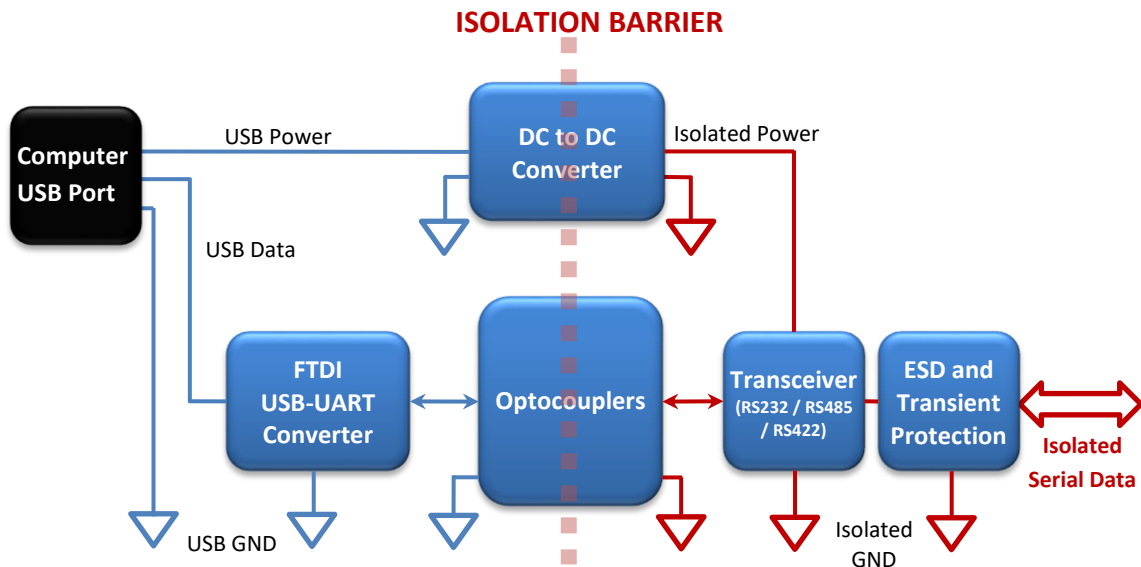 ISOLATION BARRIER
Computer
USB Port
USB Power
DC to DC
Converter
Isolated Power
USB Data
FTDI
USB-UART
Converter
Optocouplers
Transceiver
(RS232 / RS485
/ RS422)
ESD and
Transient
Protection
Isolated
Serial Data
USB GND
Isolated
GND